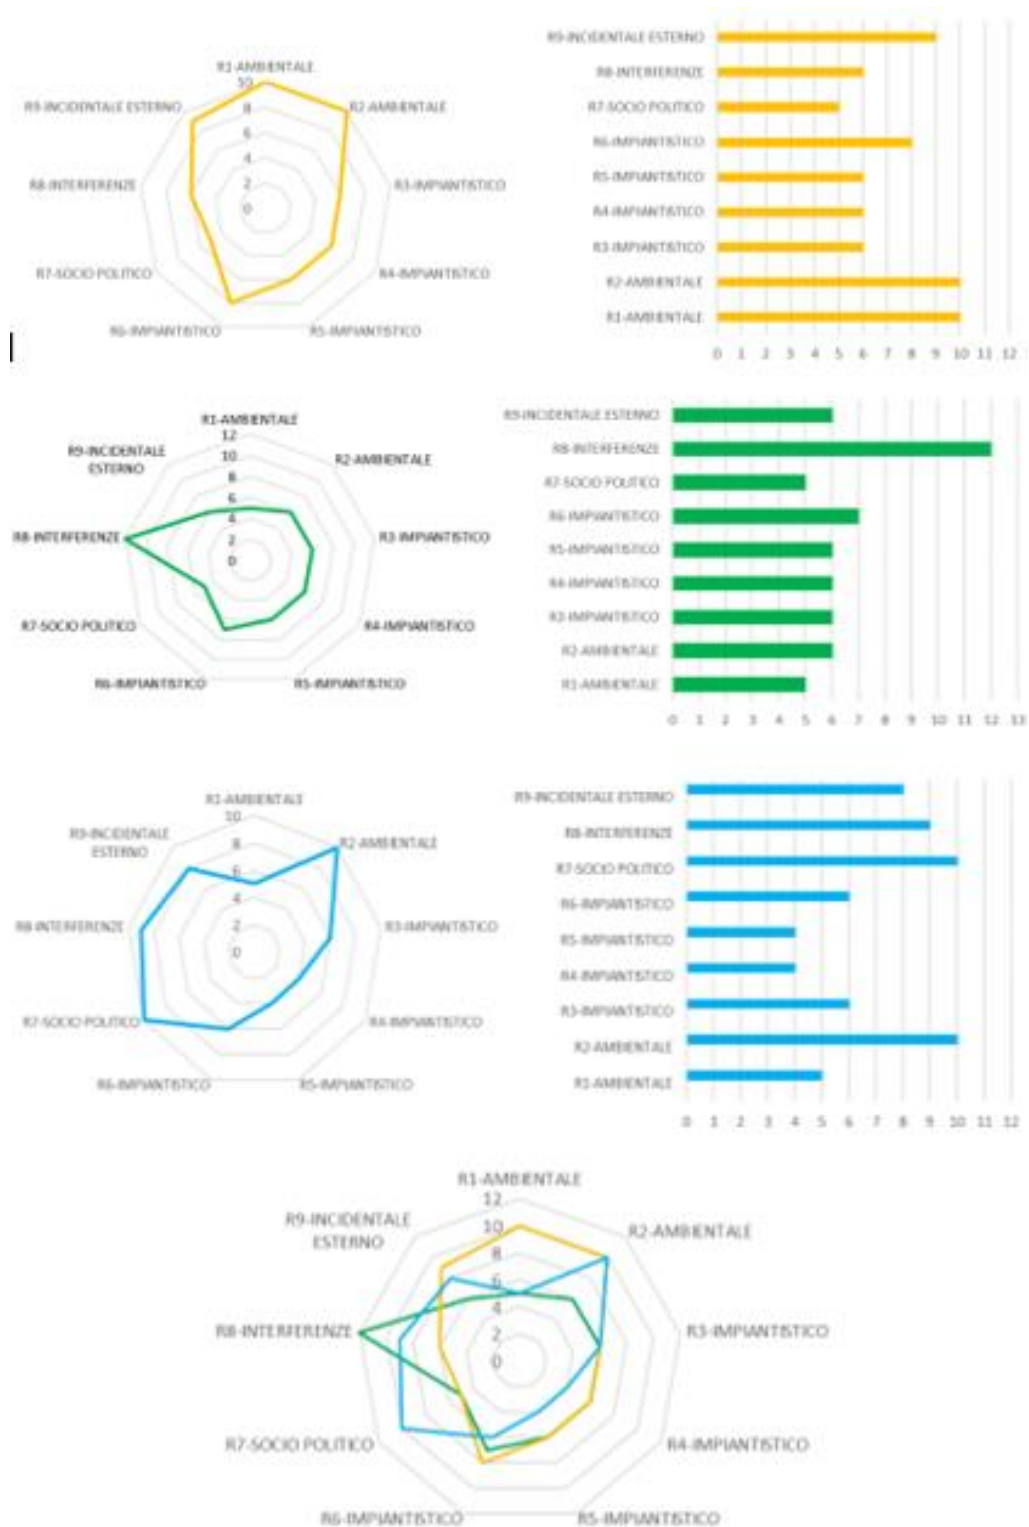 R1-AMBIENTALE
10
R9-INCIDENTALE ESTERNO
8
R2-AMBIENTALE
6
4
R8-INTERFERENZE
2
R3-IMPIANTISTICO
0
R7-SOCIO POLITICO
R4-IMPIANTISTICO
R6-IMPIANTISTICO
R5-IMPIANTISTICO
R9-INCIDENTALE ESTERNO
R8-INTERFERENZE
R7-SOCIO POLITICO
R6-IMPIANTISTICO
R5-IMPIANTISTICO
R4-IMPIANTISTICO
R3-IMPIANTISTICO
R2-AMBIENTALE
R1-AMBIENTALE
0 1 2 3 4 5 6 7 8 9 10 11 12
R1-AMBIENTALE
12
R9-INCIDENTALE
ESTERNO
10
R2-AMBIENTALE
8
6
4
R8-INTERFERENZE
2
R3-IMPIANTISTICO
0
R7-SOCIO POLITICO
R4-IMPIANTISTICO
R6-IMPIANTISTICO
R5-IMPIANTISTICO
R9-INCIDENTALE ESTERNO
R8-INTERFERENZE
R7-SOCIO POLITICO
R6-IMPIANTISTICO
R5-IMPIANTISTICO
R4-IMPIANTISTICO
R3-IMPIANTISTICO
R2-AMBIENTALE
R1-AMBIENTALE
0 1 2 3 4 5 6 7 8 9 10 11 12 13
R1-AMBIENTALE
10
R9-INCIDENTALE
ESTERNO
8
R2-AMBIENTALE
6
4
R8-INTERFERENZE
2
R3-IMPIANTISTICO
0
R7-SOCIO POLITICO
R4-IMPIANTISTICO
R6-IMPIANTISTICO
R5-IMPIANTISTICO
R9-INCIDENTALE ESTERNO
R8-INTERFERENZE
R7-SOCIO POLITICO
R6-IMPIANTISTICO
R5-IMPIANTISTICO
R4-IMPIANTISTICO
R3-IMPIANTISTICO
R2-AMBIENTALE
R1-AMBIENTALE
0 1 2 3 4 5 6 7 8 9 10 11 12
R1-AMBIENTALE
12
R9-INCIDENTALE
ESTERNO
10
R2-AMBIENTALE
8
6
4
R8-INTERFERENZE
2
R3-IMPIANTISTICO
0
R7-SOCIO POLITICO
R4-IMPIANTISTICO
R6-IMPIANTISTICO
R5-IMPIANTISTICO